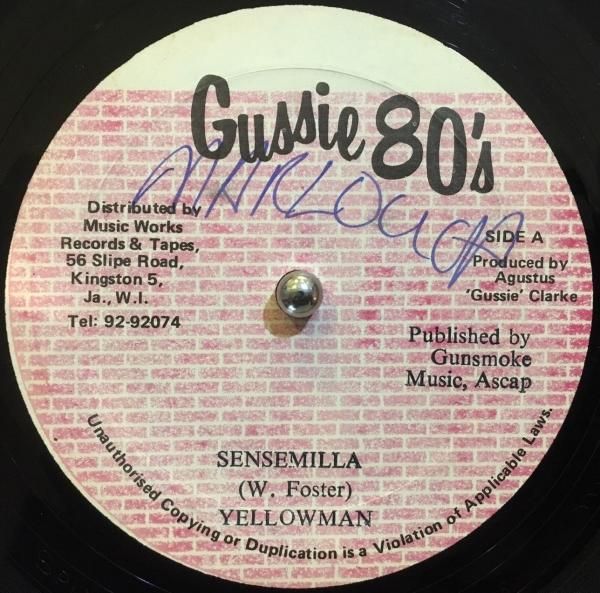 Gussie 80's
Distributed by
Music Works
Records & Tapes,
56 Slipe Road,
Kingston 5,
Ja., W.I.
Tel: 92-92074
SIDE A
Produced by
Agustus
'Gussie' Clarke
Published by
Gunsmoke
Music, Ascap
SENSEMILLA
(W. Foster)
YELLOWMAN
Unauthorised Copying or Duplication is a Violation of Applicable Laws.